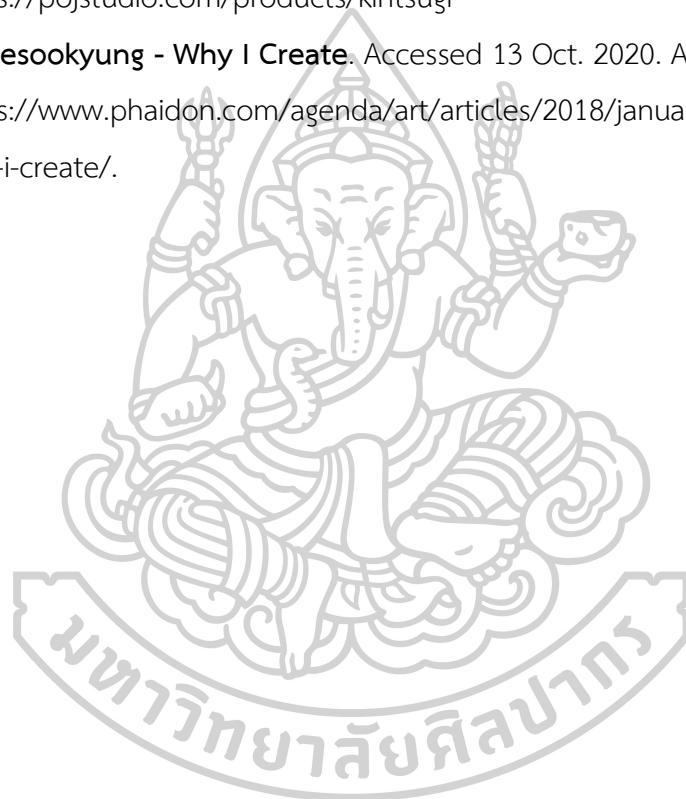 s://pojstudio.com/products/kintsugi
esookyung - Why I Create. Accessed 13 Oct. 2020. A
s://www.phaidon.com/agenda/art/articles/2018/janua
-i-create/.
มหาวิทยาลัยศิลปากร